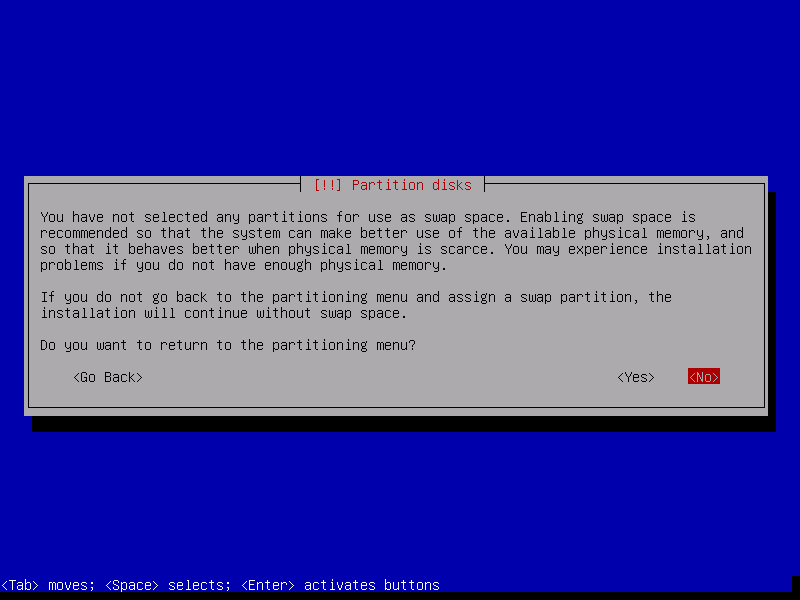 [!!] Partition disks
You have not selected any partitions for use as swap space. Enabling swap space is
recommended so that the system can make better use of the available physical memory, and
so that it behaves better when physical memory is scarce. You may experience installation
problems if you do not have enough physical memory.
If you do not go back to the partitioning menu and assign a swap partition, the
installation will continue without swap space.
Do you want to return to the partitioning menu?
<Go Back> <Yes> <No>
<Tab> moves; <Space> selects; <Enter> activates buttons